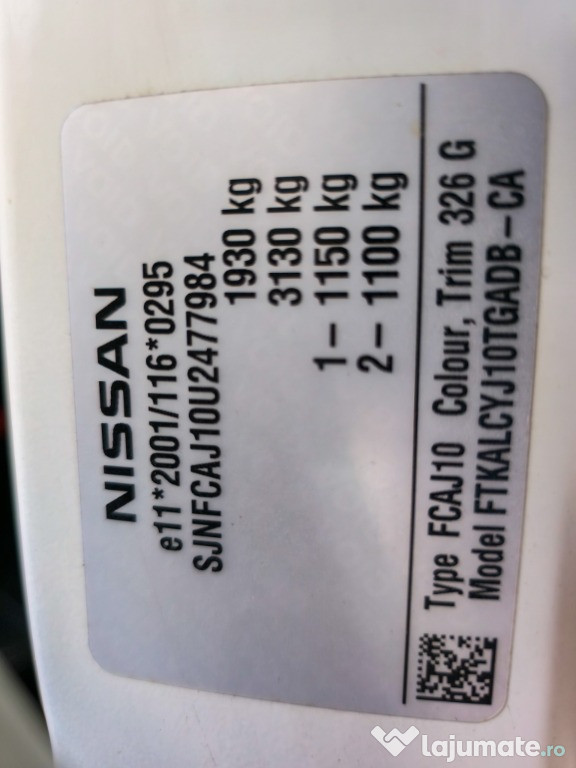 NISSAN
e11*2001/116*0295
SJNFCAJ10U2477984
1930 kg
3130 kg
1- 1150 kg
2- 1100 kg
Type FCAJ10 Colour, Trim 326 G
Model FTKALCYJ10TGADB-CA
lajumate.ro